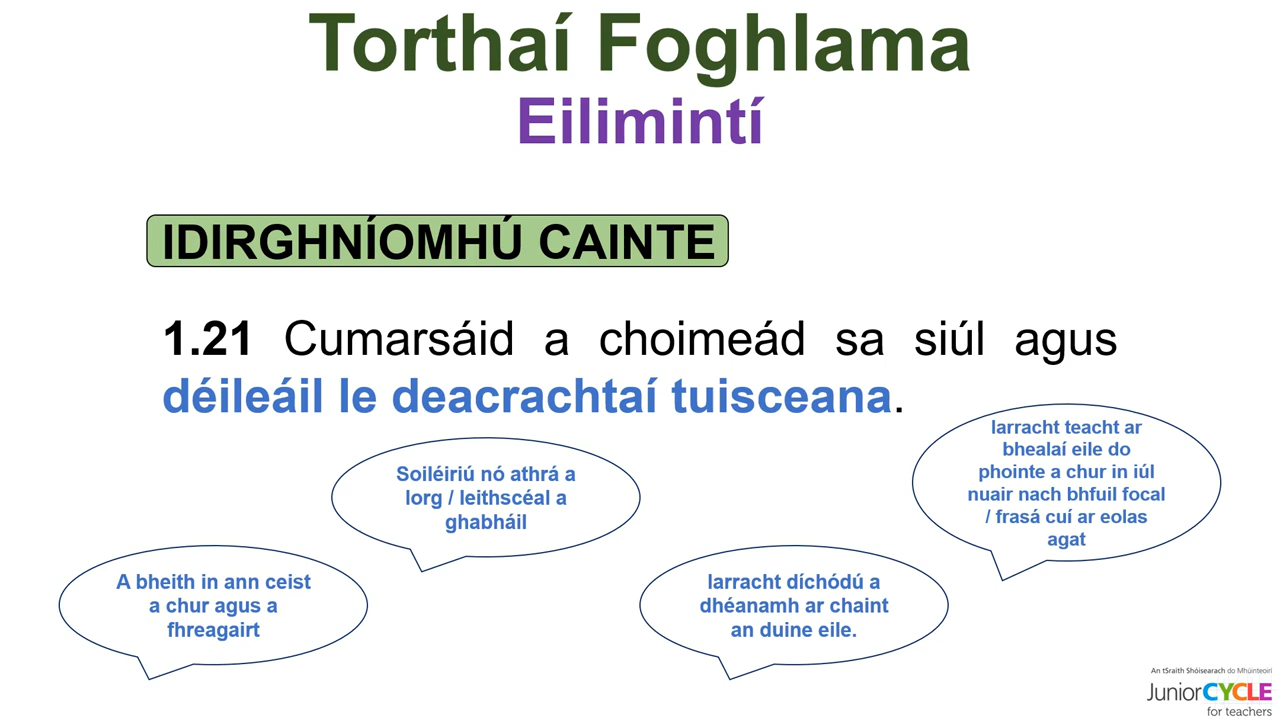 Torthaí Foghlama
Eilimintí
IDIRGHNÍOMHÚ CAINTE
1.21 Cumarsáid a choimeád sa siúl agus
déileáil le deacrachtaí tuisceana.
A bheith in ann ceist
a chur agus a
fhreagairt
Soiléiriú nó athrá a
lorg / leithscéal a
ghabháil
Iarracht díchódú a
dhéanamh ar chaint
an duine eile.
Iarracht teacht ar
bhealaí eile do
phointe a chur in iúl
nuair nach bhfuil focal
/ frasá cuí ar eolas
agat
An tSraith Shóisearach do Mhúinteoirí
JuniorCYCLE
for teachers